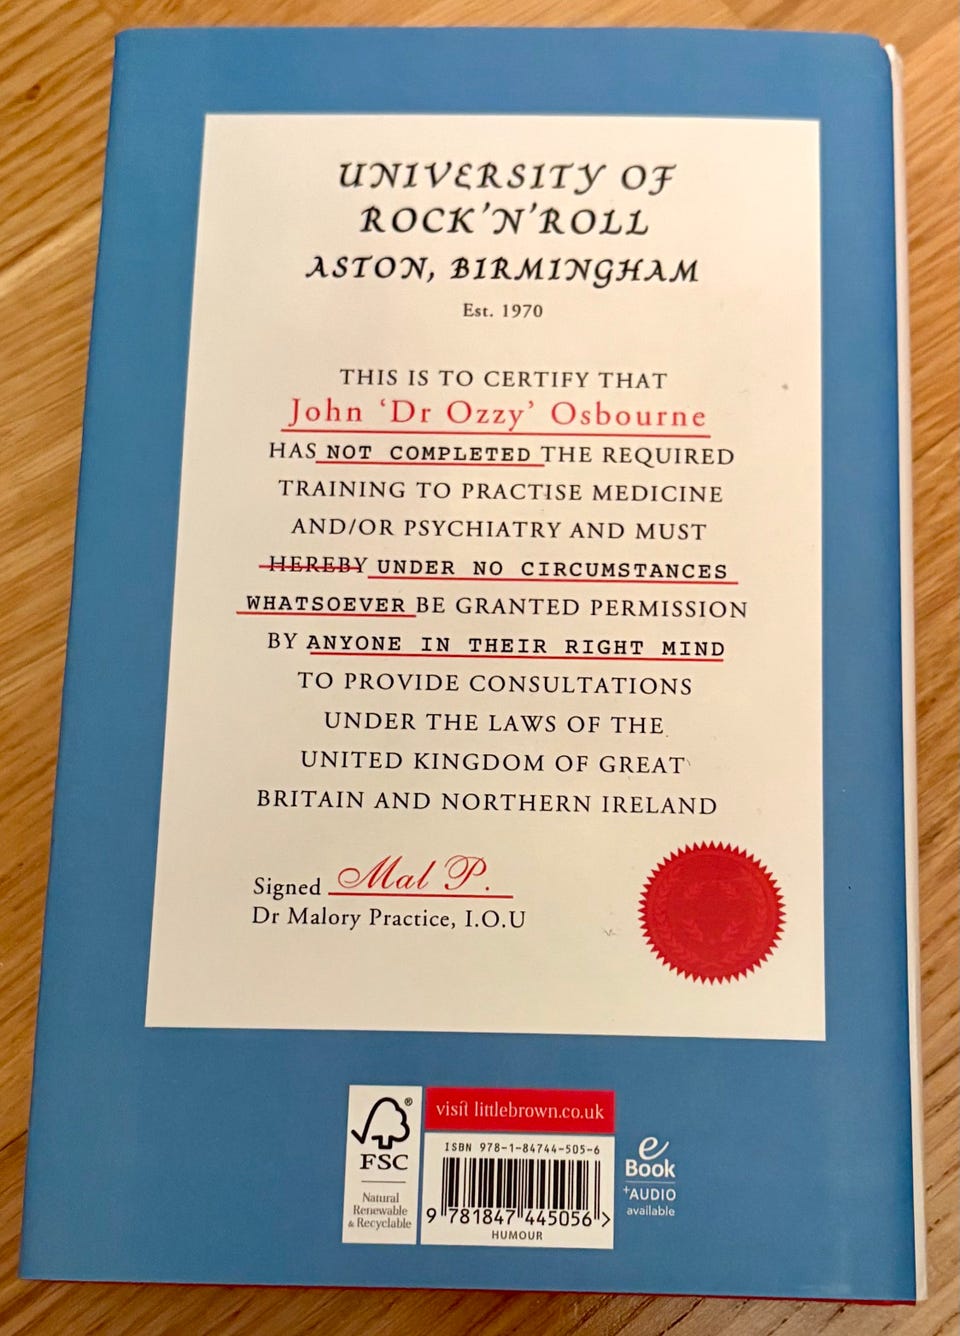 UNIVERSITY OF
ROCK'N'ROLL
ASTON, BIRMINGHAM
Est. 1970
THIS IS TO CERTIFY THAT
John ‘Dr Ozzy’ Osbourne
HAS NOT COMPLETED THE REQUIRED
TRAINING TO PRACTISE MEDICINE
AND/OR PSYCHIATRY AND MUST
HEREBY UNDER NO CIRCUMSTANCES
WHATSOEVER BE GRANTED PERMISSION
BY ANYONE IN THEIR RIGHT MIND
TO PROVIDE CONSULTATIONS
UNDER THE LAWS OF THE
UNITED KINGDOM OF GREAT
BRITAIN AND NORTHERN IRELAND
Signed Mal P.
Dr Malory Practice, I.O.U
FSC
®
Natural
Renewable
& Recyclable
visit littlebrown.co.uk
ISBN 978-1-84744-505-6
9 781847 445056 >
HUMOUR
e
Book
+AUDIO
available